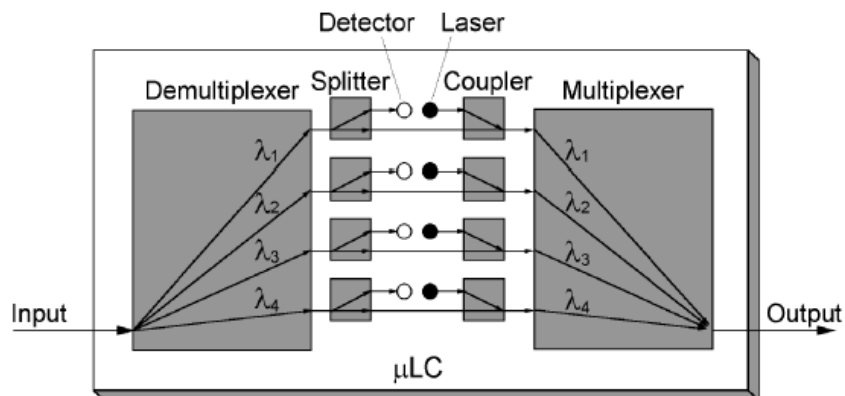 Detector Laser
Demultiplexer Splitter Coupler Multiplexer
λ1 λ1
λ2 λ2
λ3 λ3
λ4 λ4
Input Output
μLC